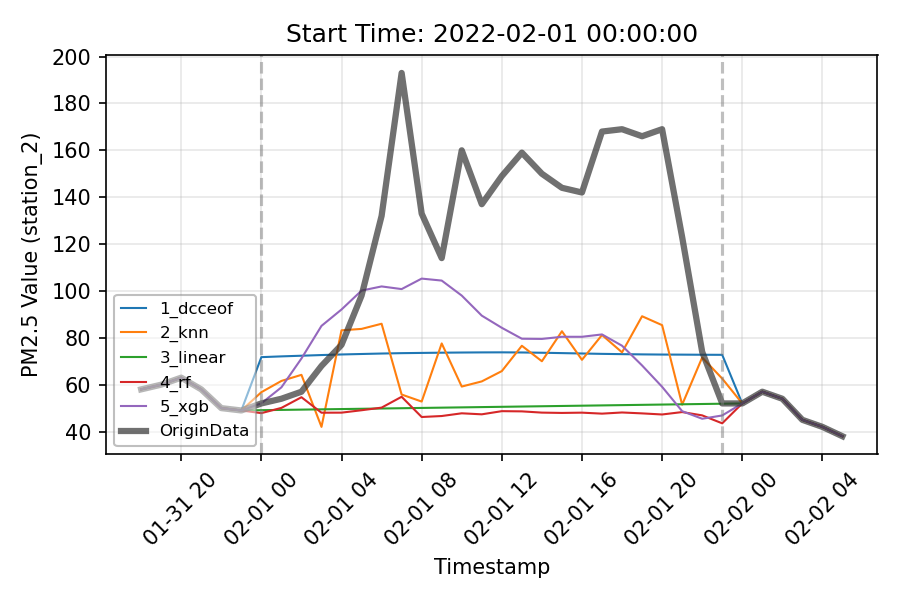 Start Time: 2022-02-01 00:00:00
PM2.5 Value (station_2)
200
180
160
140
120
100
80
60
40
1_dcceof
2_knn
3_linear
4_rf
5_xgb
OriginData
01-31 20
02-01 00
02-01 04
02-01 08
02-01 12
02-01 16
02-01 20
02-02 00
02-02 04
Timestamp